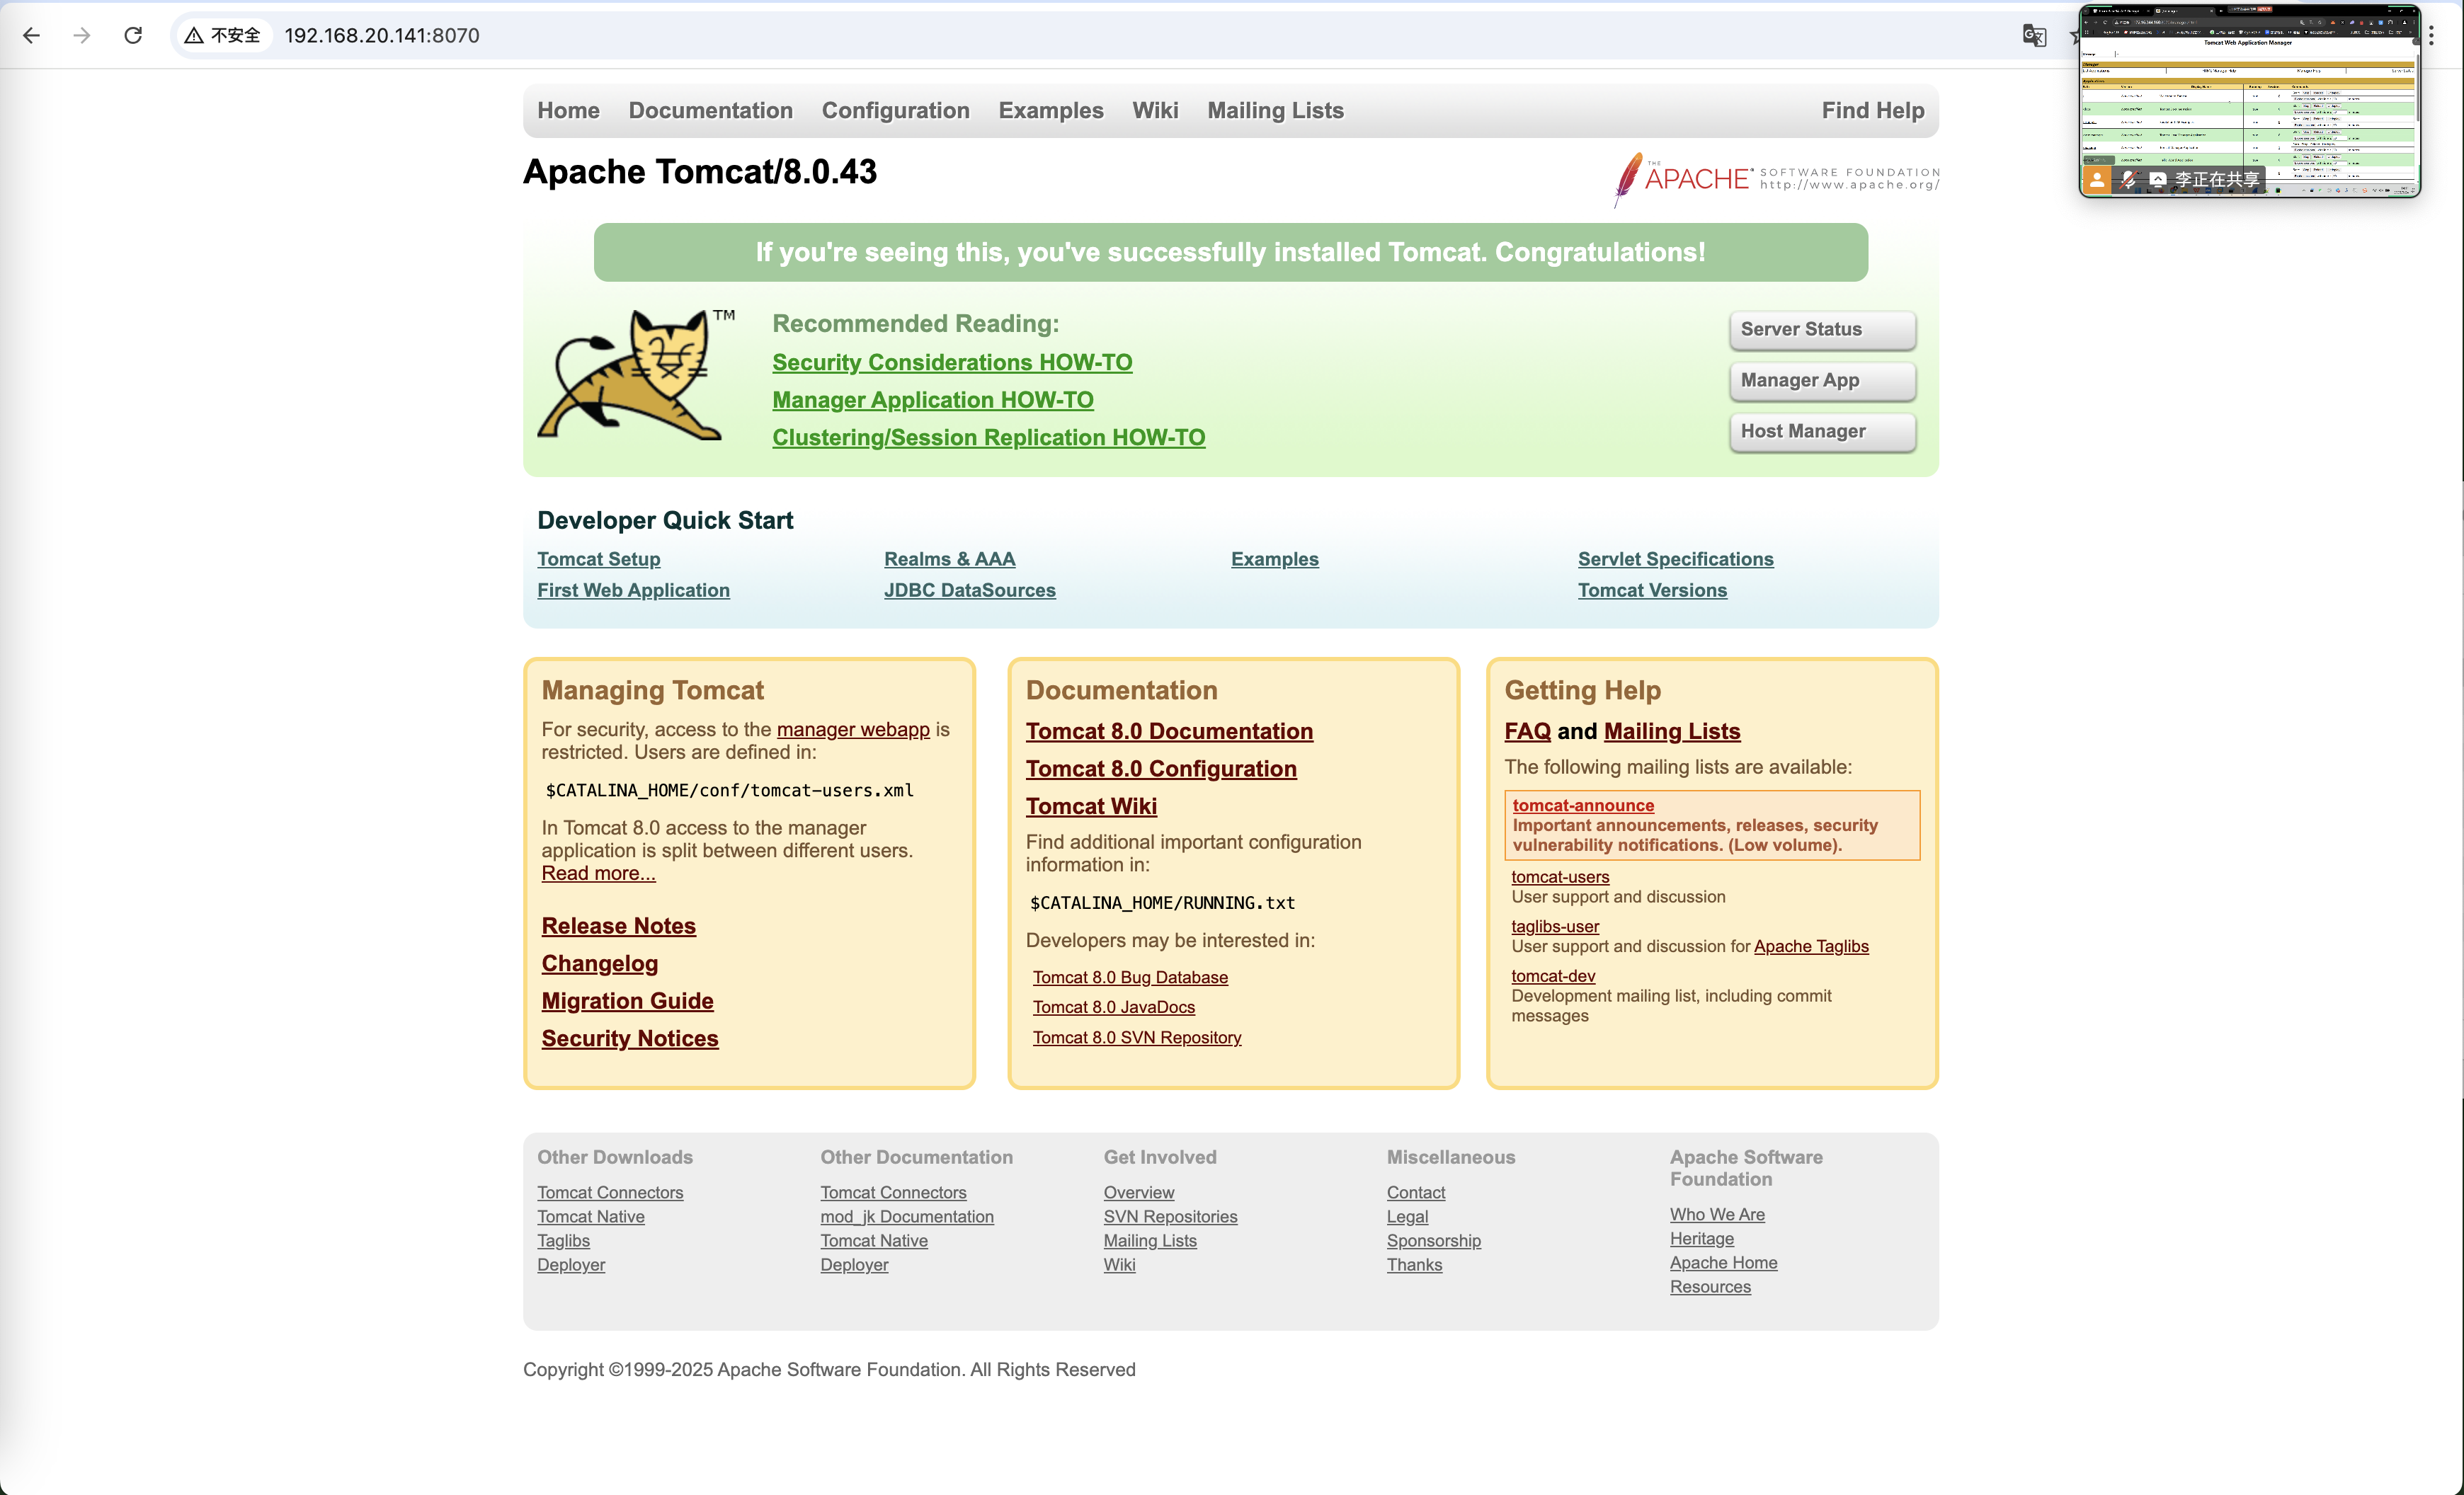 不安全
192.168.20.141:8070
Tomcat Web Application Manager
李正在共享
Home Documentation Configuration Examples Wiki Mailing Lists Find Help
Apache Tomcat/8.0.43
THE
APACHE
SOFTWARE FOUNDATION
http://www.apache.org/
If you're seeing this, you've successfully installed Tomcat. Congratulations!
TM
Recommended Reading:
Security Considerations HOW-TO
Manager Application HOW-TO
Clustering/Session Replication HOW-TO
Server Status
Manager App
Host Manager
Developer Quick Start
Tomcat Setup
First Web Application
Realms & AAA
JDBC DataSources
Examples
Servlet Specifications
Tomcat Versions
Managing Tomcat
For security, access to the manager webapp is
restricted. Users are defined in:
$CATALINA_HOME/conf/tomcat-users.xml
In Tomcat 8.0 access to the manager
application is split between different users.
Read more...
Release Notes
Changelog
Migration Guide
Security Notices
Documentation
Tomcat 8.0 Documentation
Tomcat 8.0 Configuration
Tomcat Wiki
Find additional important configuration
information in:
$CATALINA_HOME/RUNNING.txt
Developers may be interested in:
Tomcat 8.0 Bug Database
Tomcat 8.0 JavaDocs
Tomcat 8.0 SVN Repository
Getting Help
FAQ and Mailing Lists
The following mailing lists are available:
tomcat-announce
Important announcements, releases, security
vulnerability notifications. (Low volume).
tomcat-users
User support and discussion
taglibs-user
User support and discussion for Apache Taglibs
tomcat-dev
Development mailing list, including commit
messages
Other Downloads
Tomcat Connectors
Tomcat Native
Taglibs
Deployer
Other Documentation
Tomcat Connectors
mod_jk Documentation
Tomcat Native
Deployer
Get Involved
Overview
SVN Repositories
Mailing Lists
Wiki
Miscellaneous
Contact
Legal
Sponsorship
Thanks
Apache Software
Foundation
Who We Are
Heritage
Apache Home
Resources
Copyright ©1999-2025 Apache Software Foundation. All Rights Reserved